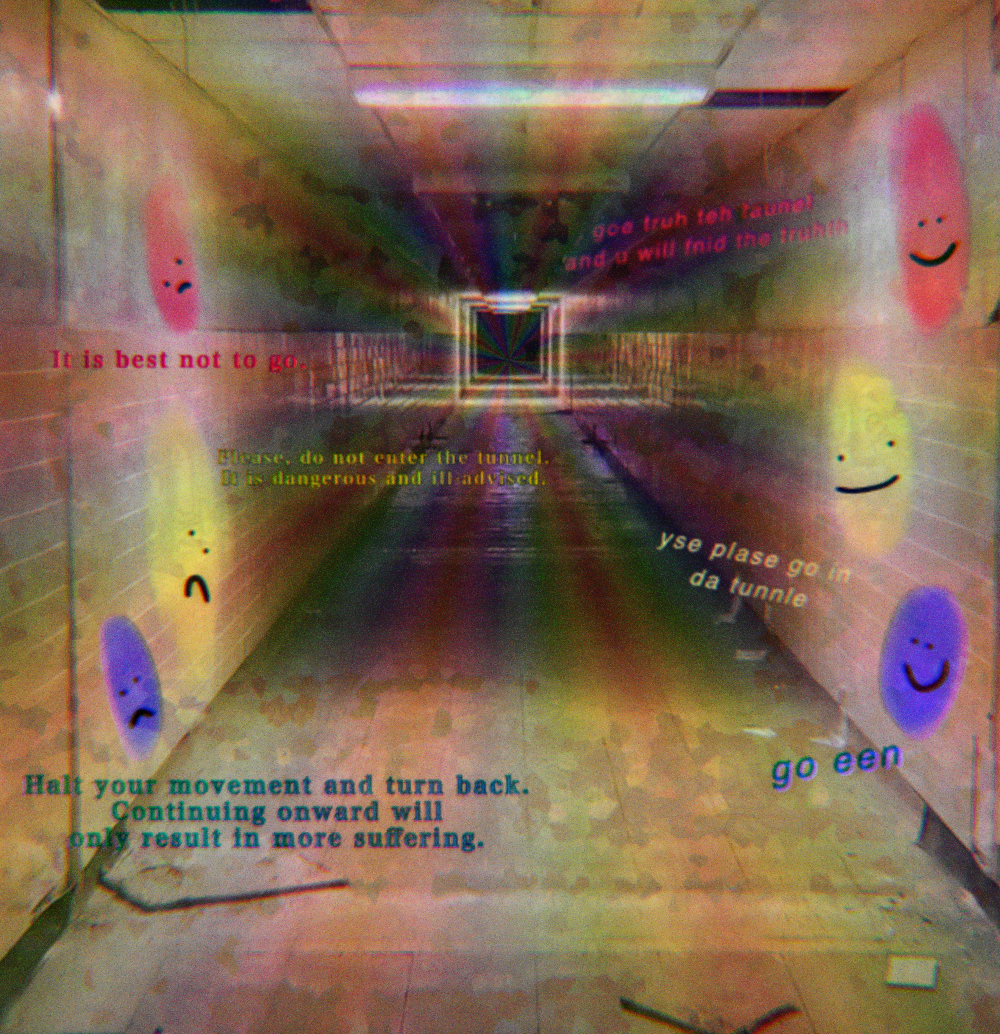 goe truh teh taunel
and u will fnid the truhth
It is best not to go.
Please, do not enter the tunnel.
It is dangerous and ill advised.
yse plase go in
da tunnle
go een
Halt your movement and turn back.
Continuing onward will
only result in more suffering.